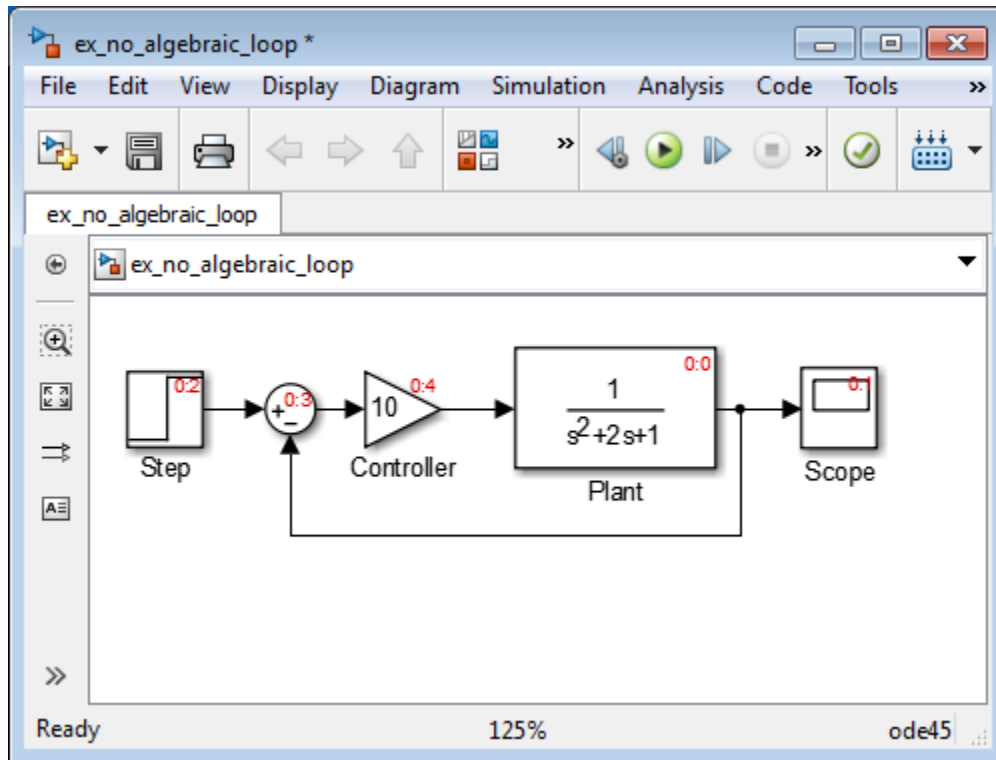 ex_no_algebraic_loop *
File Edit View Display Diagram Simulation Analysis Code Tools »
»
»
ex_no_algebraic_loop
ex_no_algebraic_loop
0:2
0:3
0:4
0:0
0:1
+
−
10
1
s²+2s+1
Step
Controller
Plant
Scope
A
»
Ready 125% ode45